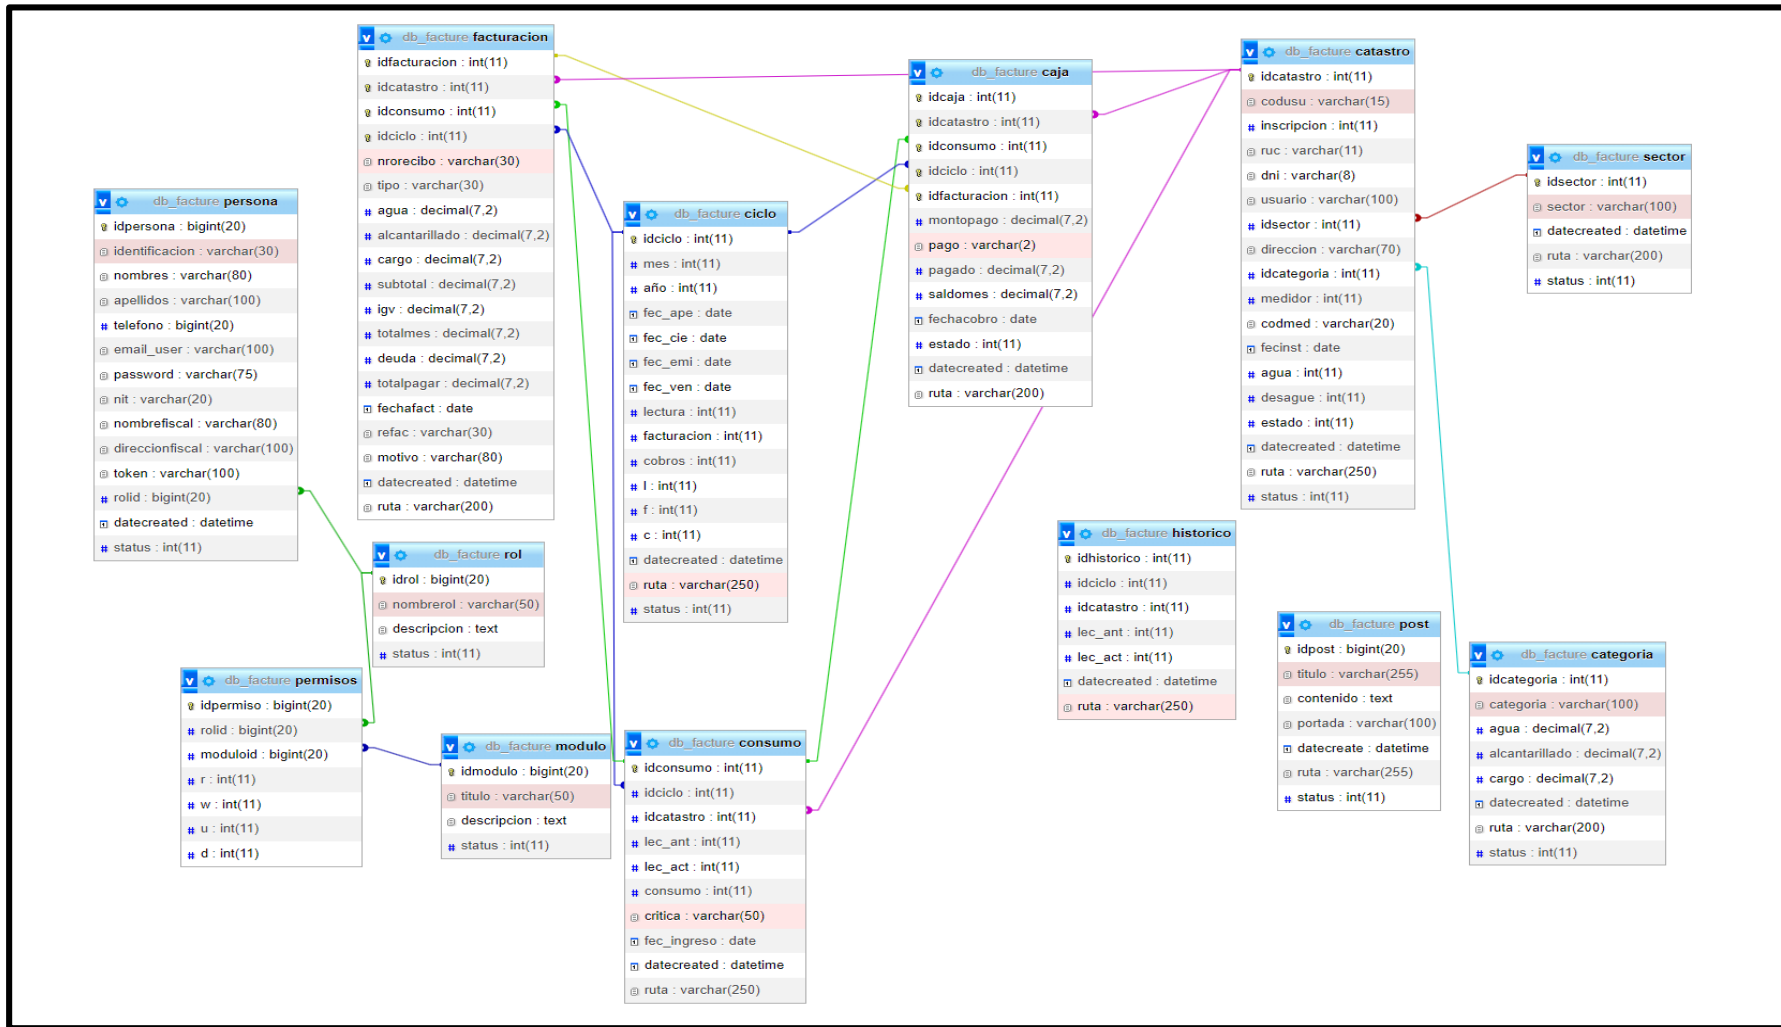 db_facture facturacion
idfacturacion : int(11)
idcatastro : int(11)
idconsumo : int(11)
idciclo : int(11)
nrorecibo : varchar(30)
tipo : varchar(30)
agua : decimal(7,2)
alcantarillado : decimal(7,2)
cargo : decimal(7,2)
subtotal : decimal(7,2)
igv : decimal(7,2)
totalmes : decimal(7,2)
deuda : decimal(7,2)
totalpagar : decimal(7,2)
fechafact : date
refac : varchar(30)
motivo : varchar(80)
datecreated : datetime
ruta : varchar(200)
db_facture caja
idcaja : int(11)
idcatastro : int(11)
idconsumo : int(11)
idciclo : int(11)
idfacturacion : int(11)
montopago : decimal(7,2)
pago : varchar(2)
pagado : decimal(7,2)
saldomes : decimal(7,2)
fechacobro : date
estado : int(11)
datecreated : datetime
ruta : varchar(200)
db_facture catastro
idcatastro : int(11)
codusu : varchar(15)
inscripcion : int(11)
ruc : varchar(11)
dni : varchar(8)
usuario : varchar(100)
idsector : int(11)
direccion : varchar(70)
idcategoria : int(11)
medidor : int(11)
codmed : varchar(20)
fecinst : date
agua : int(11)
desague : int(11)
estado : int(11)
datecreated : datetime
ruta : varchar(250)
status : int(11)
db_facture sector
idsector : int(11)
sector : varchar(100)
datecreated : datetime
ruta : varchar(200)
status : int(11)
db_facture persona
idpersona : bigint(20)
identificacion : varchar(30)
nombres : varchar(80)
apellidos : varchar(100)
telefono : bigint(20)
email_user : varchar(100)
password : varchar(75)
nit : varchar(20)
nombrefiscal : varchar(80)
direccionfiscal : varchar(100)
token : varchar(100)
rolid : bigint(20)
datecreated : datetime
status : int(11)
db_facture ciclo
idciclo : int(11)
mes : int(11)
año : int(11)
fec_ape : date
fec_cie : date
fec_emi : date
fec_ven : date
lectura : int(11)
facturacion : int(11)
cobros : int(11)
l : int(11)
f : int(11)
c : int(11)
datecreated : datetime
ruta : varchar(250)
status : int(11)
db_facture rol
idrol : bigint(20)
nombrerol : varchar(50)
descripcion : text
status : int(11)
db_facture historico
idhistorico : int(11)
idciclo : int(11)
idcatastro : int(11)
lec_ant : int(11)
lec_act : int(11)
datecreated : datetime
ruta : varchar(250)
db_facture post
idpost : bigint(20)
titulo : varchar(255)
contenido : text
portada : varchar(100)
datecreate : datetime
ruta : varchar(255)
status : int(11)
db_facture categoria
idcategoria : int(11)
categoria : varchar(100)
agua : decimal(7,2)
alcantarillado : decimal(7,2)
cargo : decimal(7,2)
datecreated : datetime
ruta : varchar(200)
status : int(11)
db_facture permisos
idpermiso : bigint(20)
rolid : bigint(20)
moduloid : bigint(20)
r : int(11)
w : int(11)
u : int(11)
d : int(11)
db_facture modulo
idmodulo : bigint(20)
titulo : varchar(50)
descripcion : text
status : int(11)
db_facture consumo
idconsumo : int(11)
idciclo : int(11)
idcatastro : int(11)
lec_ant : int(11)
lec_act : int(11)
consumo : int(11)
critica : varchar(50)
fec_ingreso : date
datecreated : datetime
ruta : varchar(250)